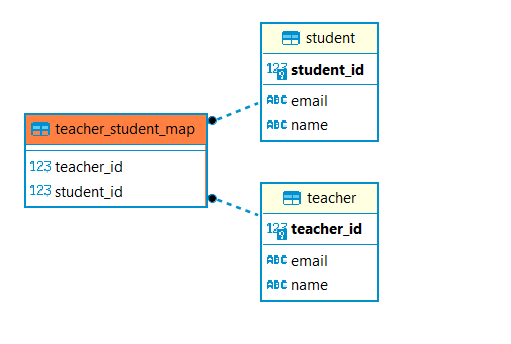 student
123 student_id
ABC email
ABC name
teacher_student_map
123 teacher_id
123 student_id
teacher
123 teacher_id
ABC email
ABC name